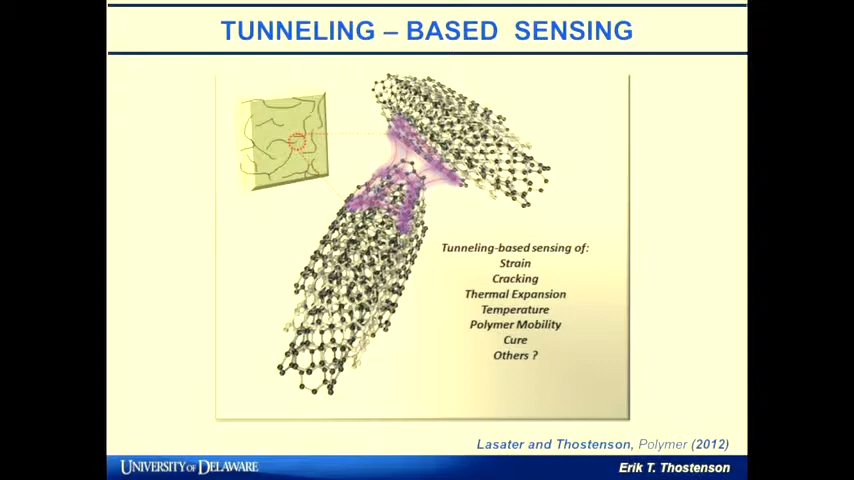 TUNNELING – BASED SENSING
Tunneling-based sensing of:
Strain
Cracking
Thermal Expansion
Temperature
Polymer Mobility
Cure
Others ?
Lasater and Thostenson, Polymer (2012)
UNIVERSITY OF DELAWARE
Erik T. Thostenson